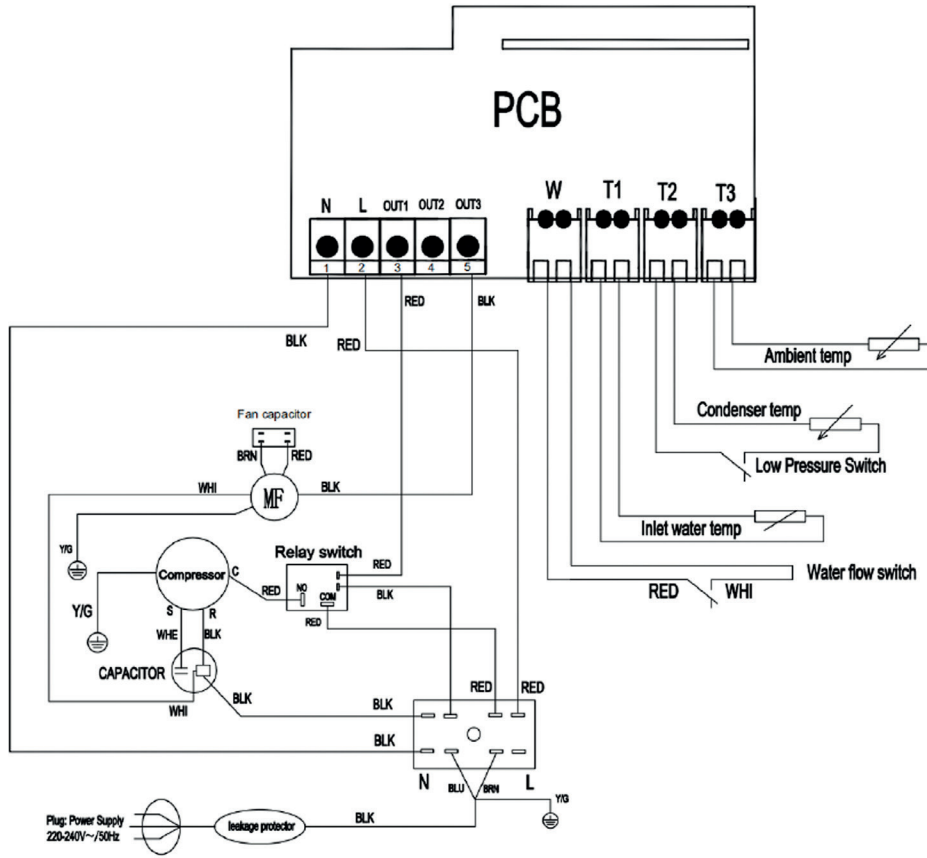 PCB
N L OUT1 OUT2 OUT3
W T1 T2 T3
1 2 3 4 5
RED
BLK
BLK
RED
Ambient temp
Fan capacitor
Condenser temp
BRN RED
Low Pressure Switch
WHI
MF
BLK
Inlet water temp
Y/G
Relay switch
Compressor
C
RED
RED
NO
COM
BLK
Water flow switch
RED WHI
Y/G
S R
RED
WHE BLK
CAPACITOR
BLK
RED RED
WHI
BLK
BLK
N L
BLU BRN
Y/G
Plug: Power Supply
220-240V～/50Hz
leakage protector
BLK